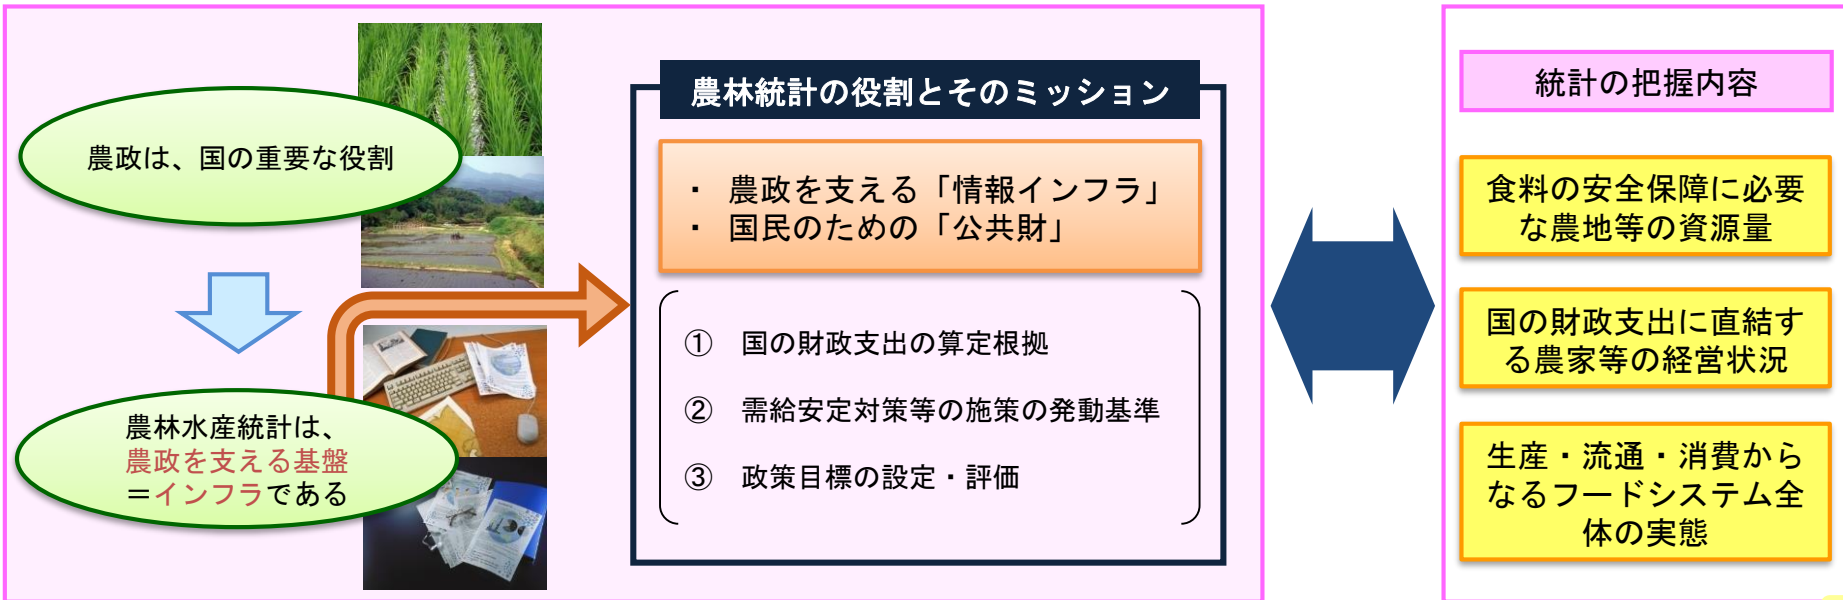 農政は、国の重要な役割
農林水産統計は、
農政を支える基盤
＝インフラである
農林統計の役割とそのミッション
・ 農政を支える「情報インフラ」
・ 国民のための「公共財」
① 国の財政支出の算定根拠
② 需給安定対策等の施策の発動基準
③ 政策目標の設定・評価
統計の把握内容
食料の安全保障に必要
な農地等の資源量
国の財政支出に直結す
る農家等の経営状況
生産・流通・消費から
なるフードシステム全
体の実態